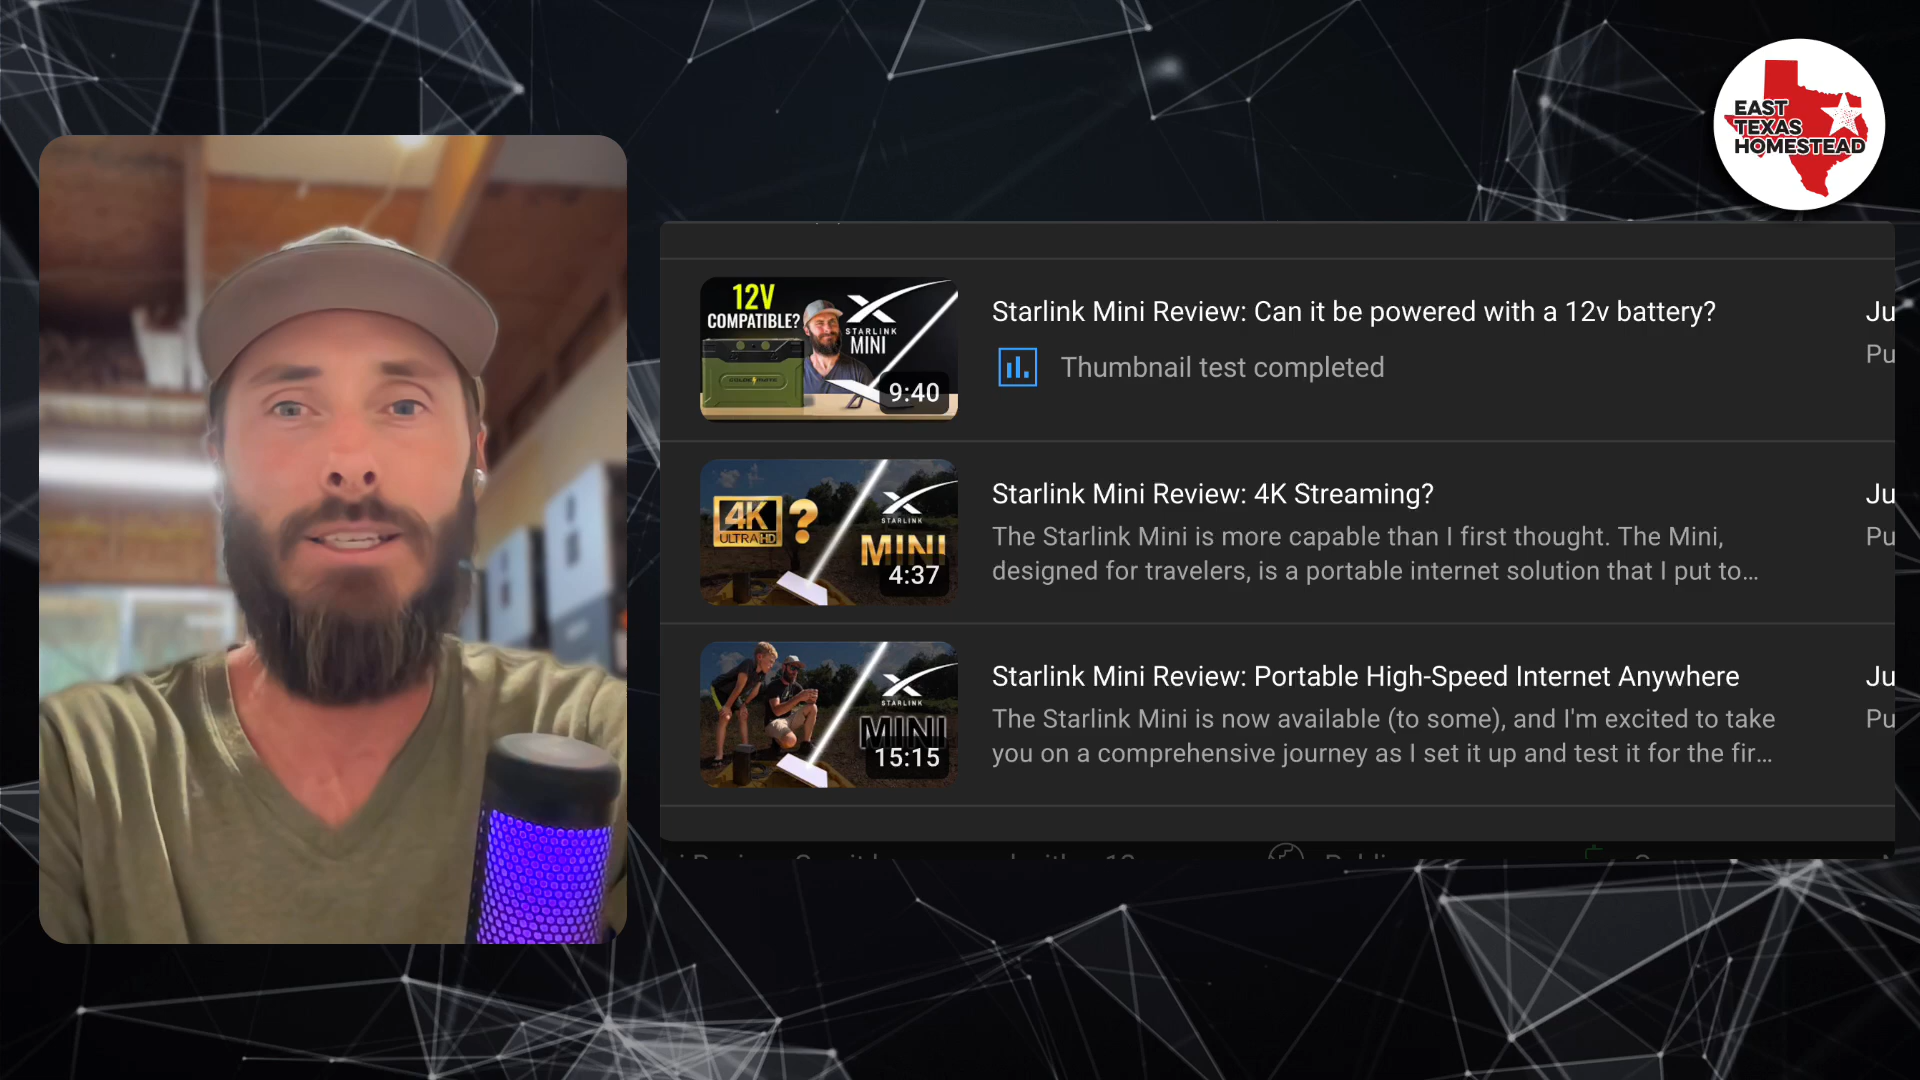 EAST
TEXAS
HOMESTEAD
12V
COMPATIBLE?
STARLINK
MINI
9:40
Starlink Mini Review: Can it be powered with a 12v battery?
Thumbnail test completed
Ju
Pu
4K
ULTRA HD
?
STARLINK
MINI
4:37
Starlink Mini Review: 4K Streaming?
The Starlink Mini is more capable than I first thought. The Mini,
designed for travelers, is a portable internet solution that I put to…
Ju
Pu
STARLINK
MINI
15:15
Starlink Mini Review: Portable High-Speed Internet Anywhere
The Starlink Mini is now available (to some), and I'm excited to take
you on a comprehensive journey as I set it up and test it for the fir…
Ju
Pu